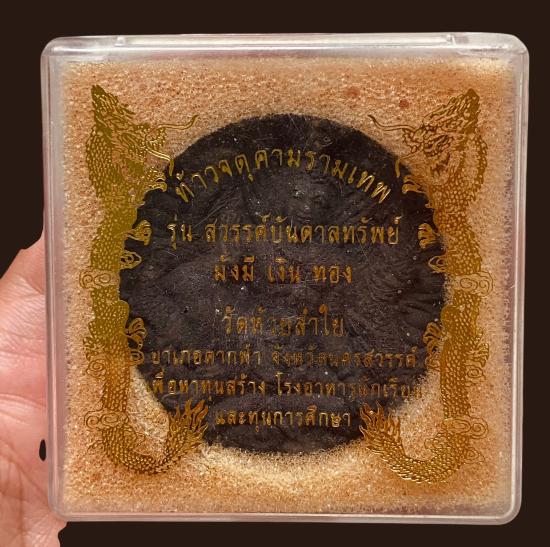 ท้าวจตุคามรามเทพ
รุ่น สวรรค์บันดาลทรัพย์
มั่งมี เงิน ทอง
วัดห้วยลำใย
อำเภอตากฟ้า จังหวัดนครสวรรค์
เพื่อหาทุนสร้าง โรงอาหารนักเรียน
และทุนการศึกษา